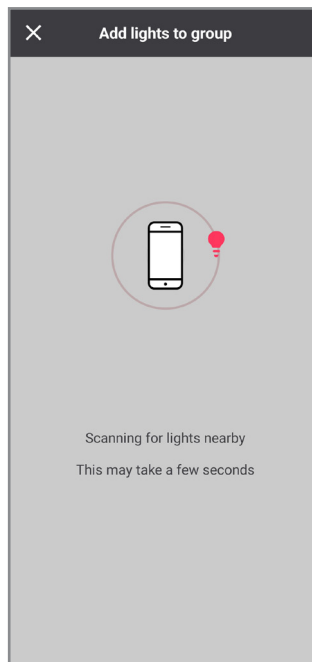 Add lights to group
Scanning for lights nearby
This may take a few seconds